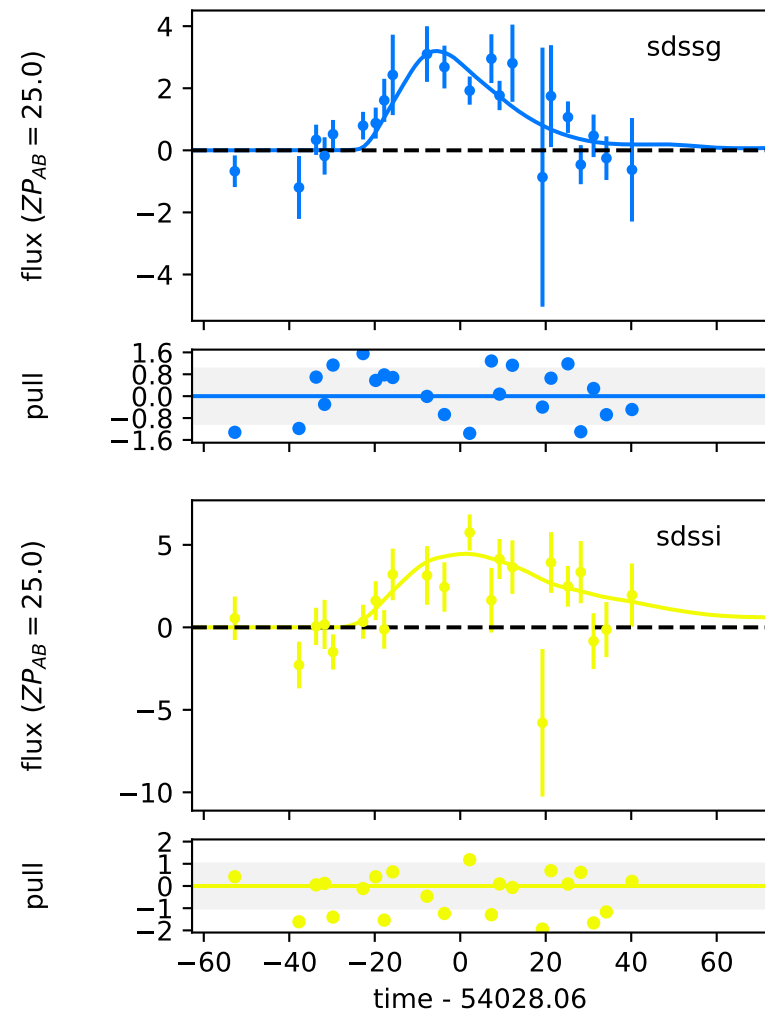 sdssg
flux (ZP_AB = 25.0)
4
2
0
−2
−4
pull
1.6
0.8
0.0
−0.8
−1.6
sdssi
flux (ZP_AB = 25.0)
5
0
−5
−10
pull
2
1
0
−1
−2
−60 −40 −20 0 20 40 60
time - 54028.06